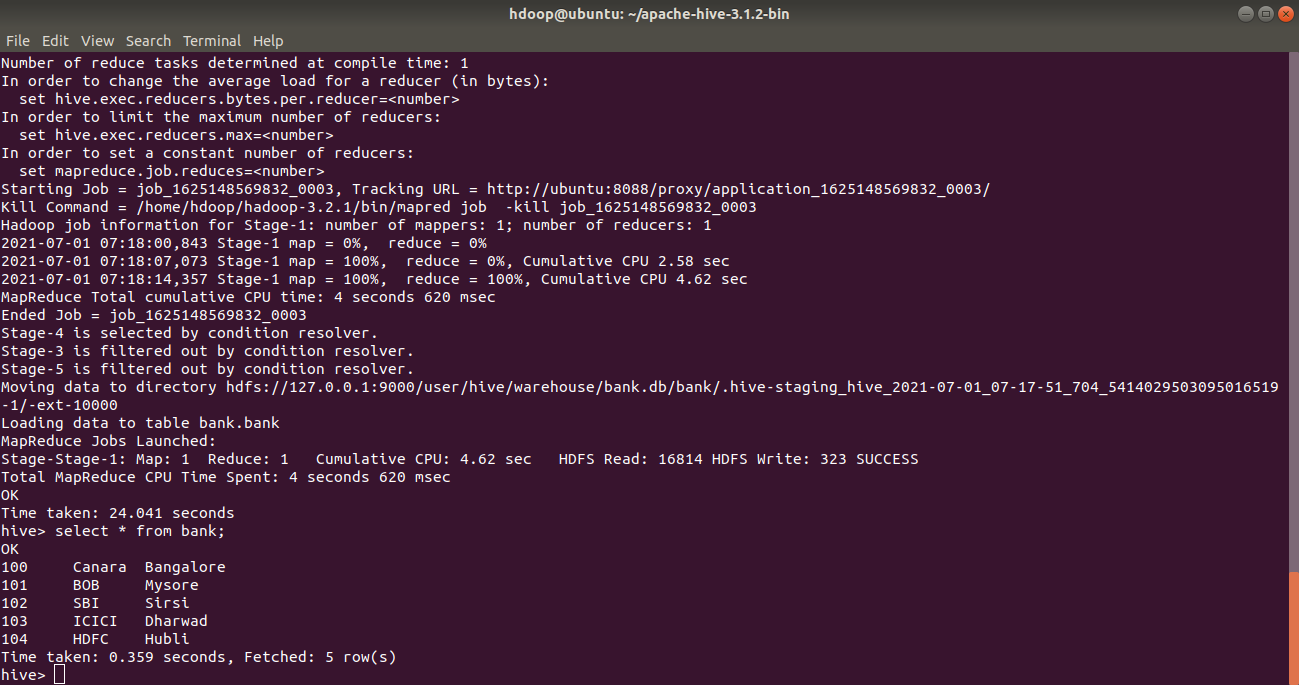 hdoop@ubuntu: ~/apache-hive-3.1.2-bin
File Edit View Search Terminal Help
Number of reduce tasks determined at compile time: 1
In order to change the average load for a reducer (in bytes):
  set hive.exec.reducers.bytes.per.reducer=<number>
In order to limit the maximum number of reducers:
  set hive.exec.reducers.max=<number>
In order to set a constant number of reducers:
  set mapreduce.job.reduces=<number>
Starting Job = job_1625148569832_0003, Tracking URL = http://ubuntu:8088/proxy/application_1625148569832_0003/
Kill Command = /home/hdoop/hadoop-3.2.1/bin/mapred job  -kill job_1625148569832_0003
Hadoop job information for Stage-1: number of mappers: 1; number of reducers: 1
2021-07-01 07:18:00,843 Stage-1 map = 0%,  reduce = 0%
2021-07-01 07:18:07,073 Stage-1 map = 100%,  reduce = 0%, Cumulative CPU 2.58 sec
2021-07-01 07:18:14,357 Stage-1 map = 100%,  reduce = 100%, Cumulative CPU 4.62 sec
MapReduce Total cumulative CPU time: 4 seconds 620 msec
Ended Job = job_1625148569832_0003
Stage-4 is selected by condition resolver.
Stage-3 is filtered out by condition resolver.
Stage-5 is filtered out by condition resolver.
Moving data to directory hdfs://127.0.0.1:9000/user/hive/warehouse/bank.db/bank/.hive-staging_hive_2021-07-01_07-17-51_704_5414029503095016519
-1/-ext-10000
Loading data to table bank.bank
MapReduce Jobs Launched:
Stage-Stage-1: Map: 1  Reduce: 1   Cumulative CPU: 4.62 sec   HDFS Read: 16814 HDFS Write: 323 SUCCESS
Total MapReduce CPU Time Spent: 4 seconds 620 msec
OK
Time taken: 24.041 seconds
hive> select * from bank;
OK
100     Canara  Bangalore
101     BOB     Mysore
102     SBI     Sirsi
103     ICICI   Dharwad
104     HDFC    Hubli
Time taken: 0.359 seconds, Fetched: 5 row(s)
hive>